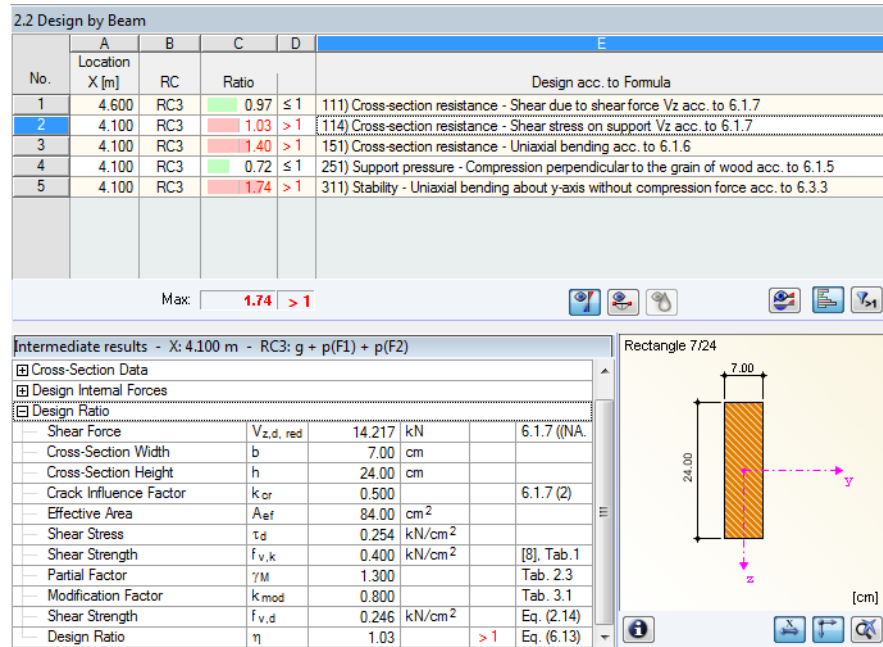 2.2 Design by Beam
A B C D E
Location
No. X [m] RC Ratio Design acc. to Formula
1 4.600 RC3 0.97 ≤ 1 111) Cross-section resistance - Shear due to shear force Vz acc. to 6.1.7
2 4.100 RC3 1.03 > 1 114) Cross-section resistance - Shear stress on support Vz acc. to 6.1.7
3 4.100 RC3 1.40 > 1 151) Cross-section resistance - Uniaxial bending acc. to 6.1.6
4 4.100 RC3 0.72 ≤ 1 251) Support pressure - Compression perpendicular to the grain of wood acc. to 6.1.5
5 4.100 RC3 1.74 > 1 311) Stability - Uniaxial bending about y-axis without compression force acc. to 6.3.3
Max: 1.74 > 1
>1
Intermediate results - X: 4.100 m - RC3: g + p(F1) + p(F2)
Cross-Section Data
Design Internal Forces
Design Ratio
Shear Force Vz,d, red 14.217 kN 6.1.7 ((NA.
Cross-Section Width b 7.00 cm
Cross-Section Height h 24.00 cm
Crack Influence Factor kcr 0.500 6.1.7 (2)
Effective Area Aef 84.00 cm2
Shear Stress τd 0.254 kN/cm2
Shear Strength fv,k 0.400 kN/cm2 [8], Tab.1
Partial Factor γM 1.300 Tab. 2.3
Modification Factor kmod 0.800 Tab. 3.1
Shear Strength fv,d 0.246 kN/cm2 Eq. (2.14)
Design Ratio η 1.03 > 1 Eq. (6.13)
Rectangle 7/24
7.00
24.00
y
z
[cm]
x